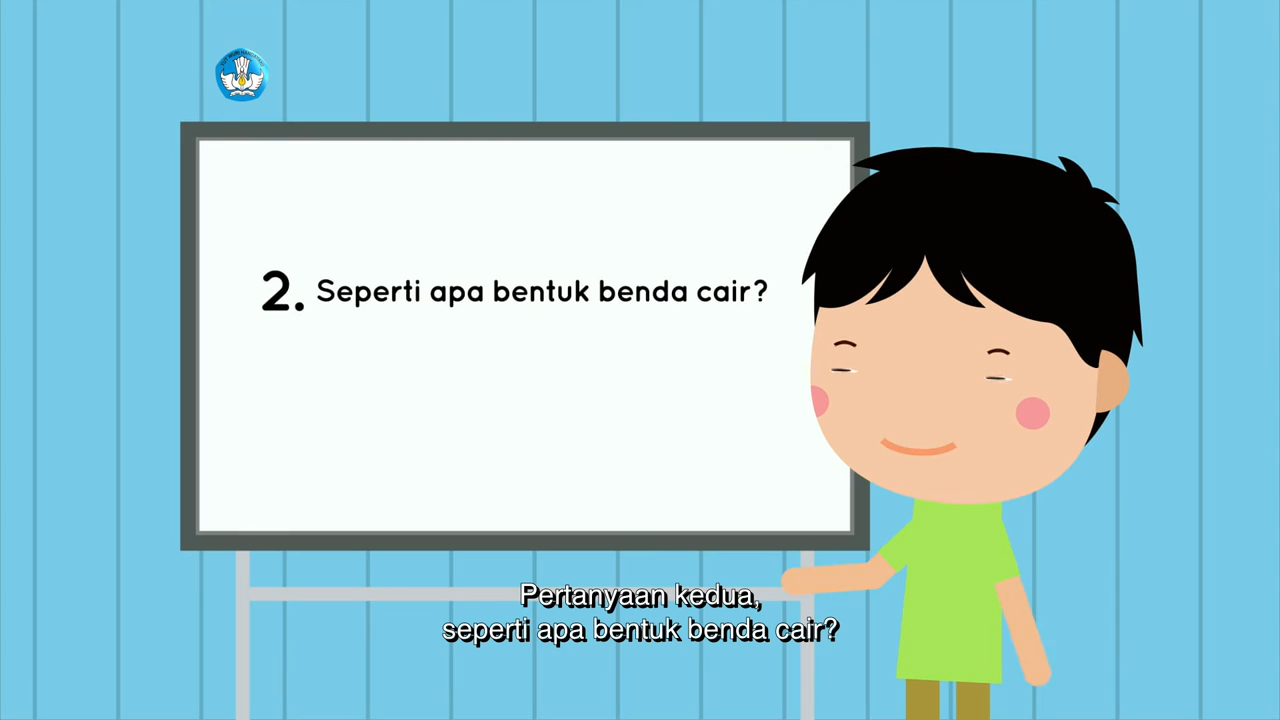 2. Seperti apa bentuk benda cair?
Pertanyaan kedua,
seperti apa bentuk benda cair?